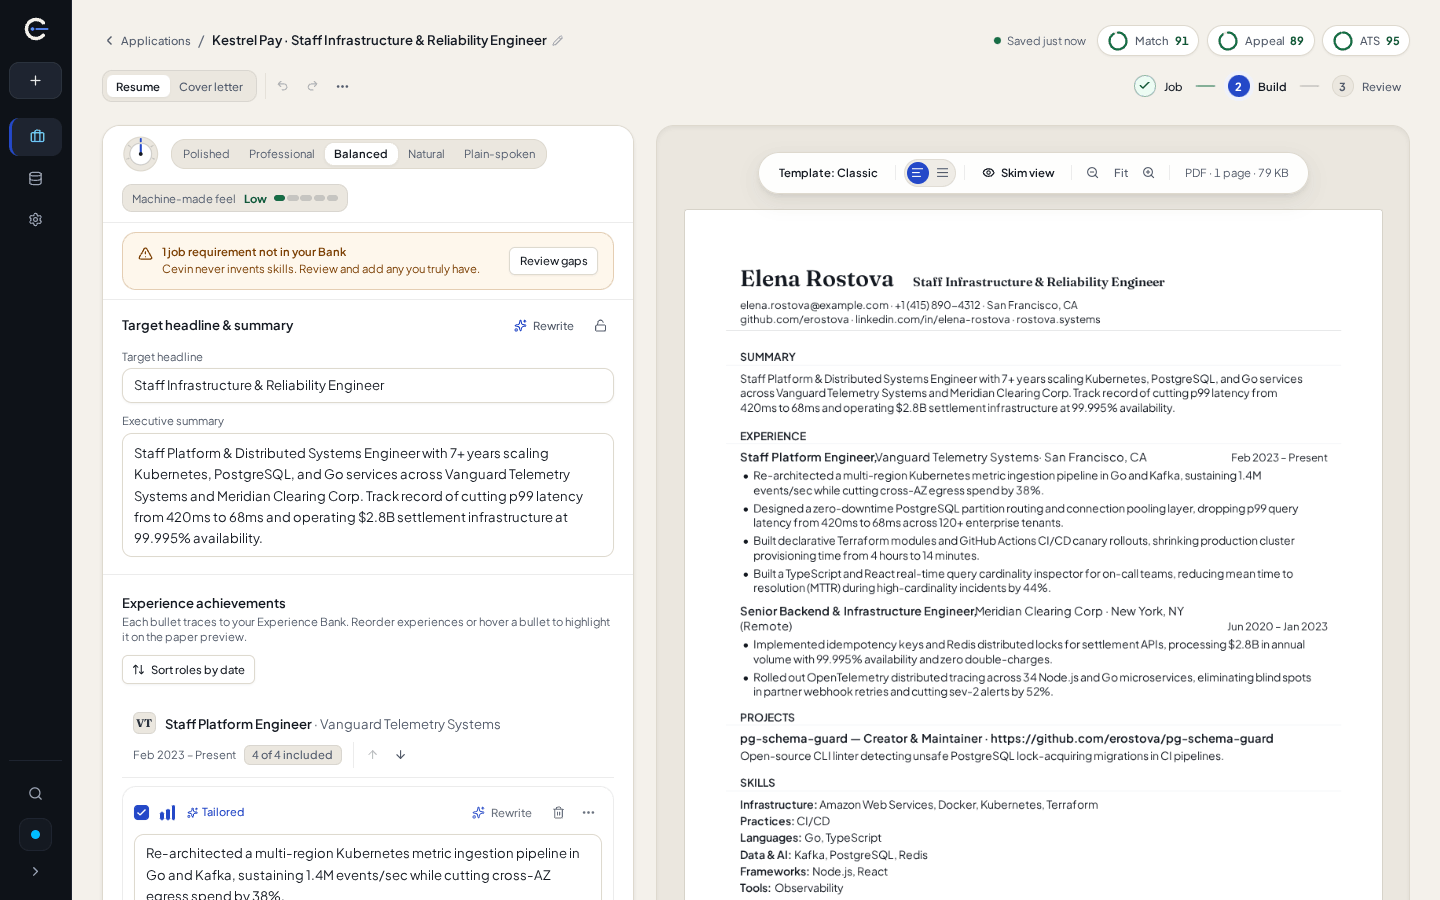 Applications / Kestrel Pay · Staff Infrastructure & Reliability Engineer
Saved just now
Match 91
Appeal 89
ATS 95
Resume
Cover letter
Job
2 Build
3 Review
Polished
Professional
Balanced
Natural
Plain-spoken
Machine-made feel Low
1 job requirement not in your Bank
Cevin never invents skills. Review and add any you truly have.
Review gaps
Target headline & summary
Rewrite
Target headline
Staff Infrastructure & Reliability Engineer
Executive summary
Staff Platform & Distributed Systems Engineer with 7+ years scaling
Kubernetes, PostgreSQL, and Go services across Vanguard Telemetry
Systems and Meridian Clearing Corp. Track record of cutting p99 latency
from 420ms to 68ms and operating $2.8B settlement infrastructure at
99.995% availability.
Experience achievements
Each bullet traces to your Experience Bank. Reorder experiences or hover a bullet to highlight
it on the paper preview.
Sort roles by date
VT Staff Platform Engineer · Vanguard Telemetry Systems
Feb 2023 – Present 4 of 4 included
Tailored
Rewrite
Re-architected a multi-region Kubernetes metric ingestion pipeline in
Go and Kafka, sustaining 1.4M events/sec while cutting cross-AZ
egress spend by 38%.
Template: Classic
Skim view
Fit
PDF · 1 page · 79 KB
Elena Rostova Staff Infrastructure & Reliability Engineer
elena.rostova@example.com · +1 (415) 890-4312 · San Francisco, CA
github.com/erostova · linkedin.com/in/elena-rostova · rostova.systems
SUMMARY
Staff Platform & Distributed Systems Engineer with 7+ years scaling Kubernetes, PostgreSQL, and Go services
across Vanguard Telemetry Systems and Meridian Clearing Corp. Track record of cutting p99 latency from
420ms to 68ms and operating $2.8B settlement infrastructure at 99.995% availability.
EXPERIENCE
Staff Platform Engineer, Vanguard Telemetry Systems · San Francisco, CA Feb 2023 – Present
• Re-architected a multi-region Kubernetes metric ingestion pipeline in Go and Kafka, sustaining 1.4M
events/sec while cutting cross-AZ egress spend by 38%.
• Designed a zero-downtime PostgreSQL partition routing and connection pooling layer, dropping p99 query
latency from 420ms to 68ms across 120+ enterprise tenants.
• Built declarative Terraform modules and GitHub Actions CI/CD canary rollouts, shrinking production cluster
provisioning time from 4 hours to 14 minutes.
• Built a TypeScript and React real-time query cardinality inspector for on-call teams, reducing mean time to
resolution (MTTR) during high-cardinality incidents by 44%.
Senior Backend & Infrastructure Engineer, Meridian Clearing Corp · New York, NY
(Remote) Jun 2020 – Jan 2023
• Implemented idempotency keys and Redis distributed locks for settlement APIs, processing $2.8B in annual
volume with 99.995% availability and zero double-charges.
• Rolled out OpenTelemetry distributed tracing across 34 Node.js and Go microservices, eliminating blind spots
in partner webhook retries and cutting sev-2 alerts by 52%.
PROJECTS
pg-schema-guard — Creator & Maintainer · https://github.com/erostova/pg-schema-guard
Open-source CLI linter detecting unsafe PostgreSQL lock-acquiring migrations in CI pipelines.
SKILLS
Infrastructure: Amazon Web Services, Docker, Kubernetes, Terraform
Practices: CI/CD
Languages: Go, TypeScript
Data & AI: Kafka, PostgreSQL, Redis
Frameworks: Node.js, React
Tools: Observability